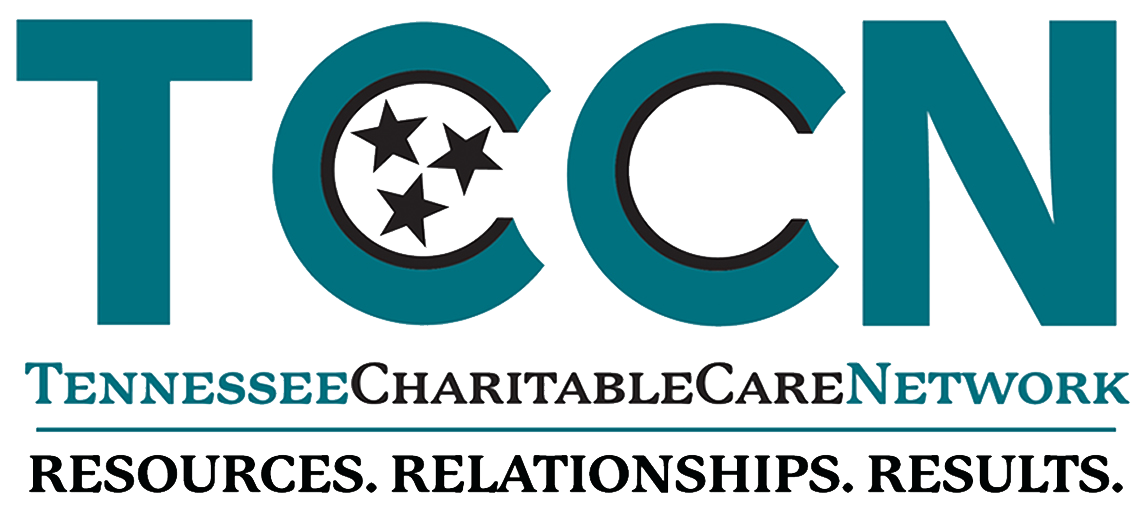 TCCN
TENNESSEECHARITABLECARENETWORK
RESOURCES. RELATIONSHIPS. RESULTS.